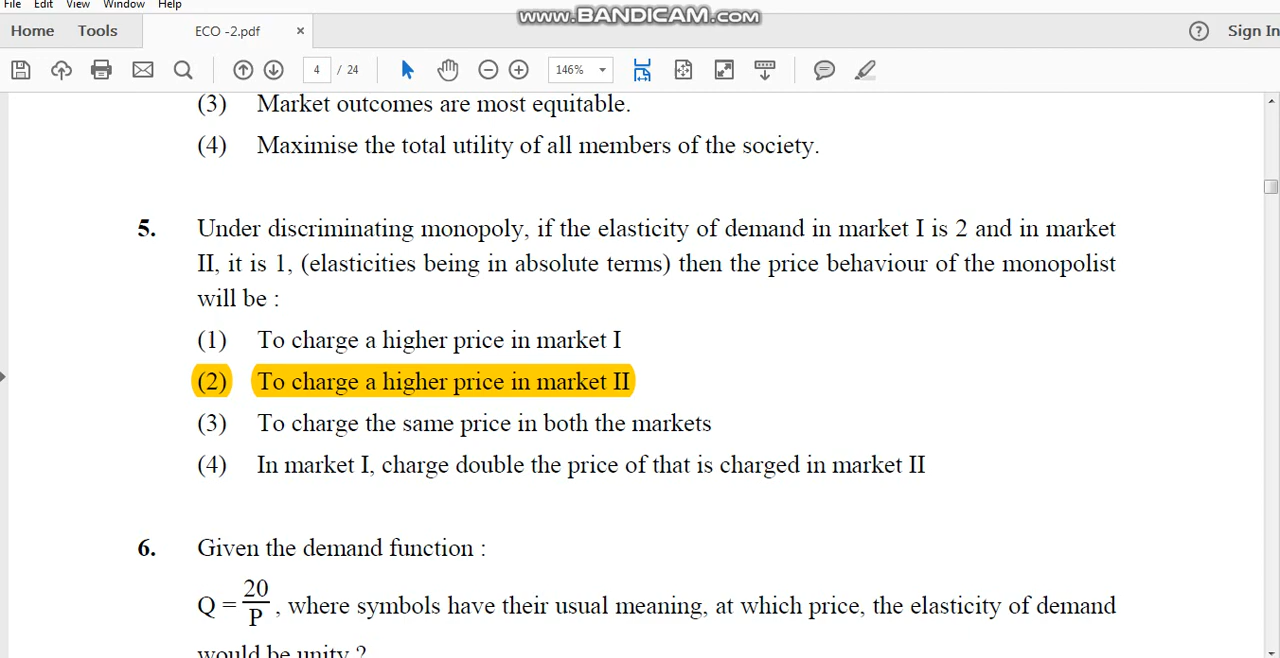 File Edit View Window Help
www.BANDICAM.com
Home Tools ECO -2.pdf × ? Sign In
4 / 24 146%
(3) Market outcomes are most equitable.
(4) Maximise the total utility of all members of the society.
5. Under discriminating monopoly, if the elasticity of demand in market I is 2 and in market
II, it is 1, (elasticities being in absolute terms) then the price behaviour of the monopolist
will be :
(1) To charge a higher price in market I
(2) To charge a higher price in market II
(3) To charge the same price in both the markets
(4) In market I, charge double the price of that is charged in market II
6. Given the demand function :
Q = 20/P , where symbols have their usual meaning, at which price, the elasticity of demand
would be unity ?